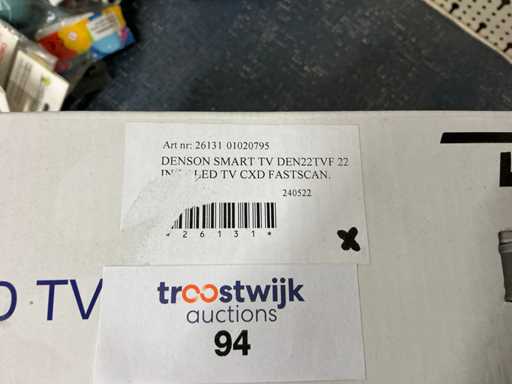 Art nr: 26131 01020795
DENSON SMART TV DEN22TVF 22
LED TV CXD FASTSCAN.
240522
*26131*
TV
troostwijk
auctions
94